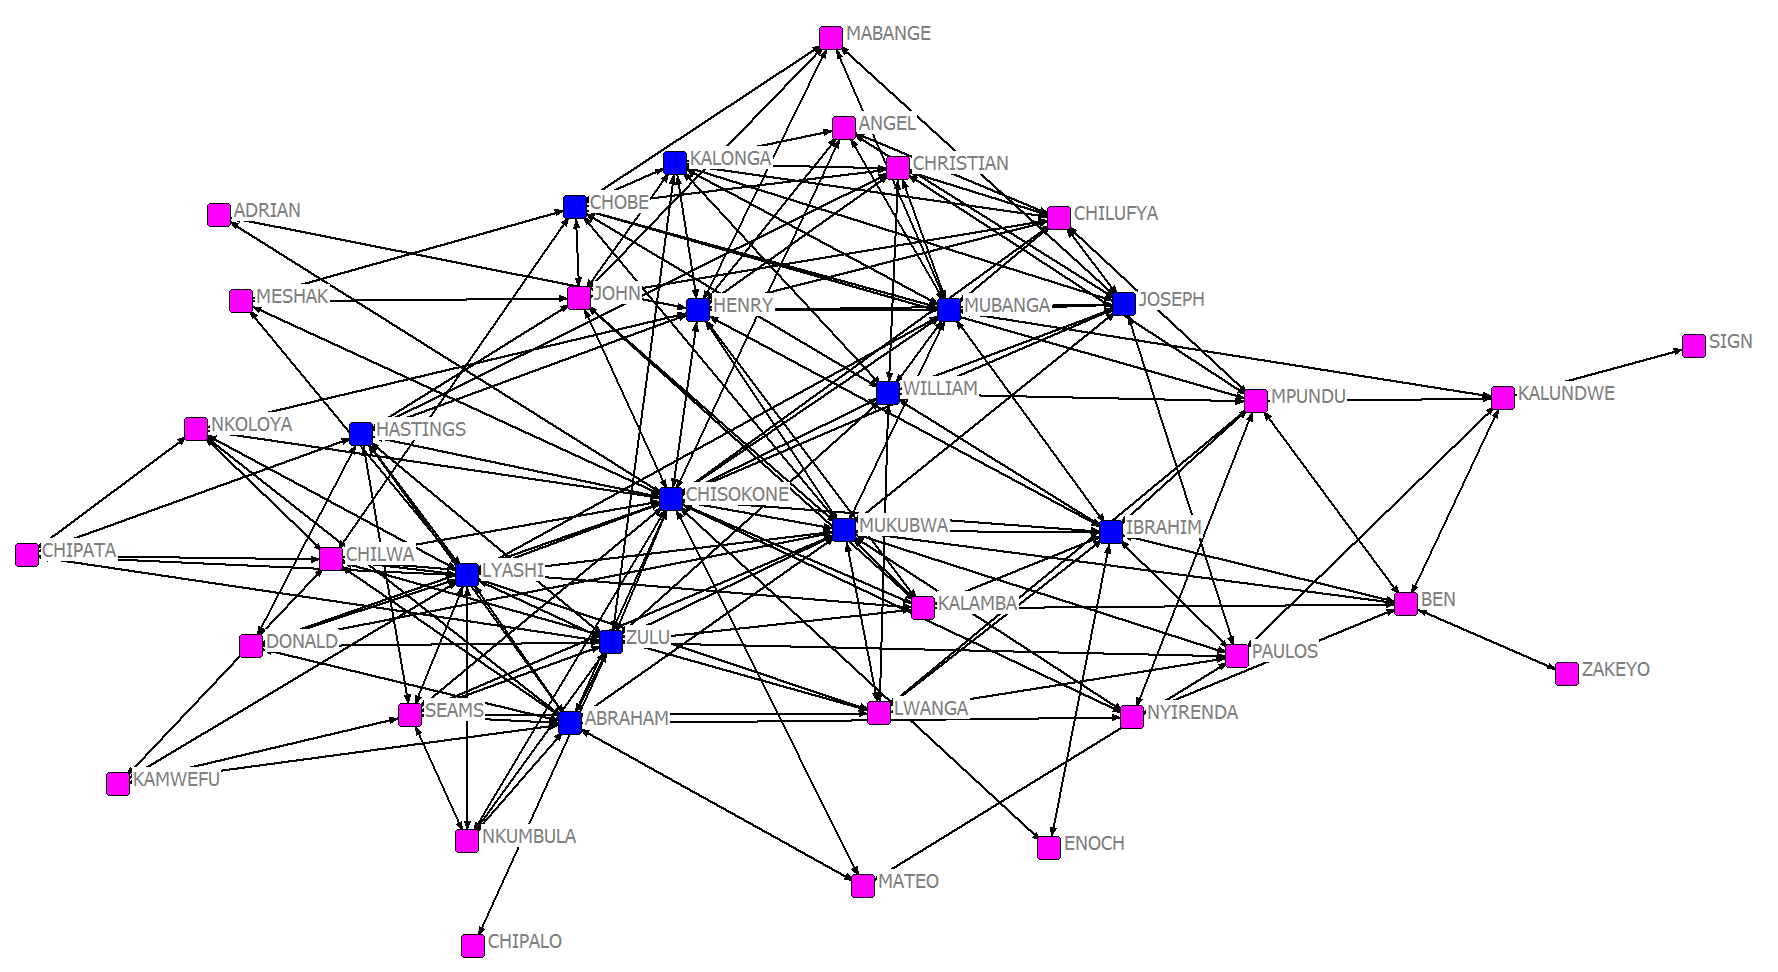 MABANGE
ANGEL
KALONGA
CHRISTIAN
CHOBE
ADRIAN
CHILUFYA
MESHAK
JOHN
HENRY
MUBANGA
JOSEPH
SIGN
WILLIAM
MPUNDU
KALUNDWE
NKOLOYA
HASTINGS
CHISOKONE
MUKUBWA
IBRAHIM
CHIPATA
CHILWA
LYASHI
KALAMBA
BEN
DONALD
ZULU
PAULOS
ZAKEYO
SEAMS
ABRAHAM
LWANGA
NYIRENDA
KAMWEFU
NKUMBULA
ENOCH
MATEO
CHIPALO